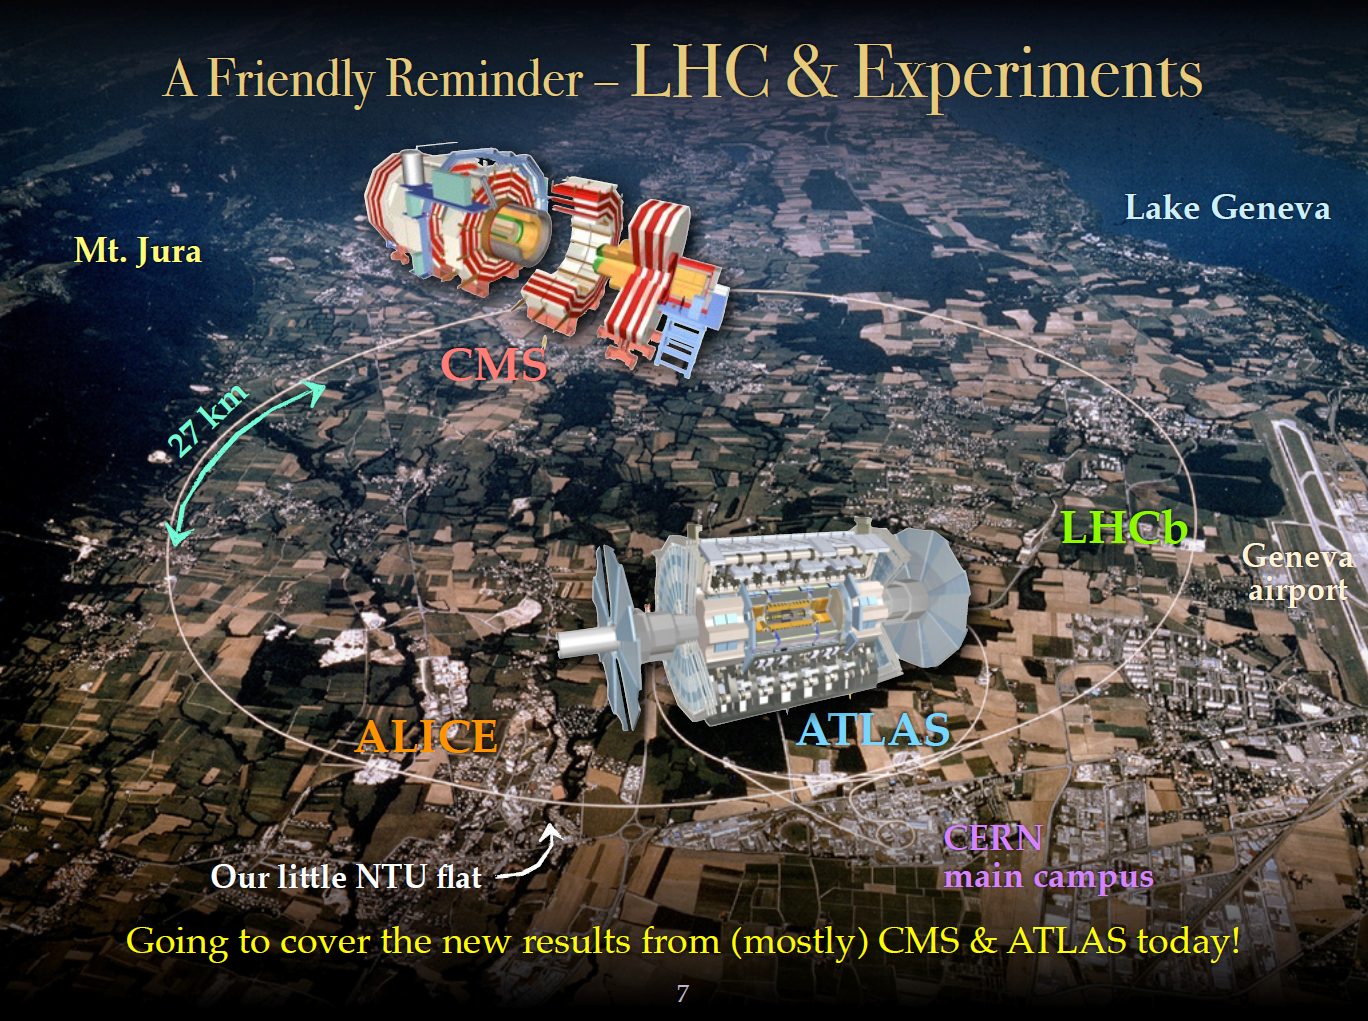 A Friendly Reminder – LHC & Experiments
Lake Geneva
Mt. Jura
CMS
27 km
LHCb
Geneva
airport
ALICE
ATLAS
CERN
main campus
Our little NTU flat
Going to cover the new results from (mostly) CMS & ATLAS today!
7